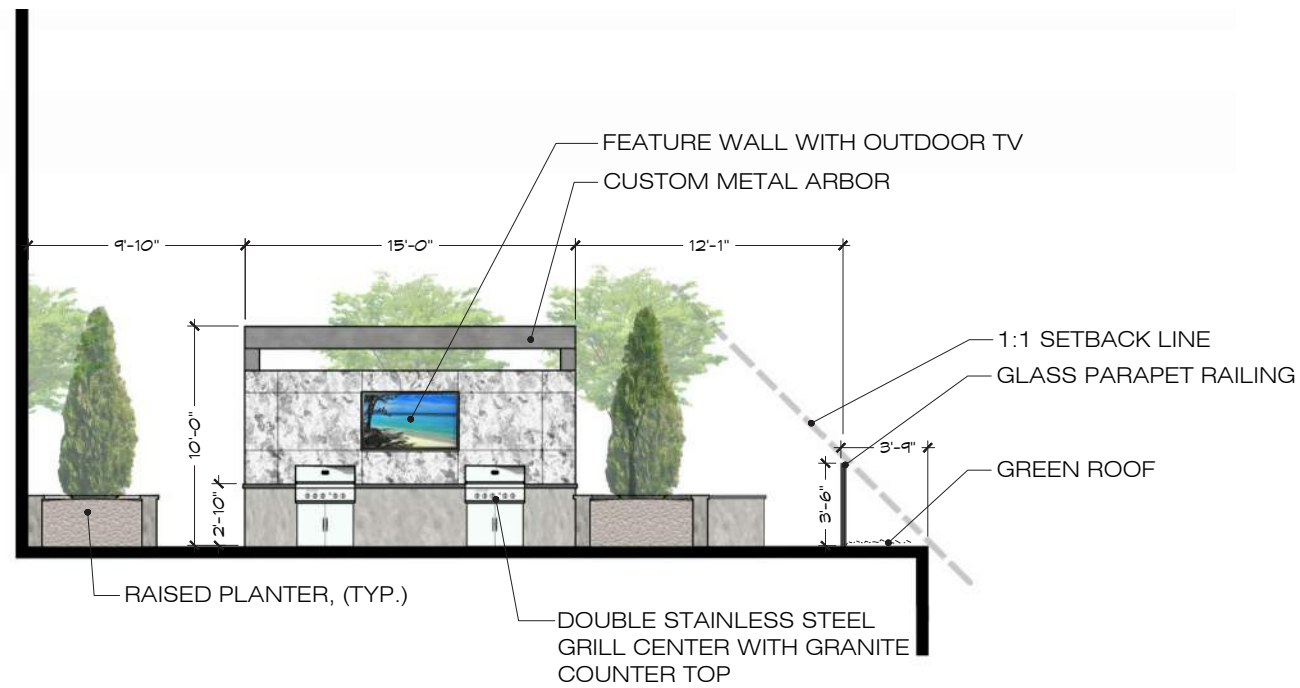 FEATURE WALL WITH OUTDOOR TV
CUSTOM METAL ARBOR
9'-10"
15'-0"
12'-1"
1:1 SETBACK LINE
GLASS PARAPET RAILING
10'-0"
3'-9"
GREEN ROOF
2'-10"
3'-6"
RAISED PLANTER, (TYP.)
DOUBLE STAINLESS STEEL
GRILL CENTER WITH GRANITE
COUNTER TOP